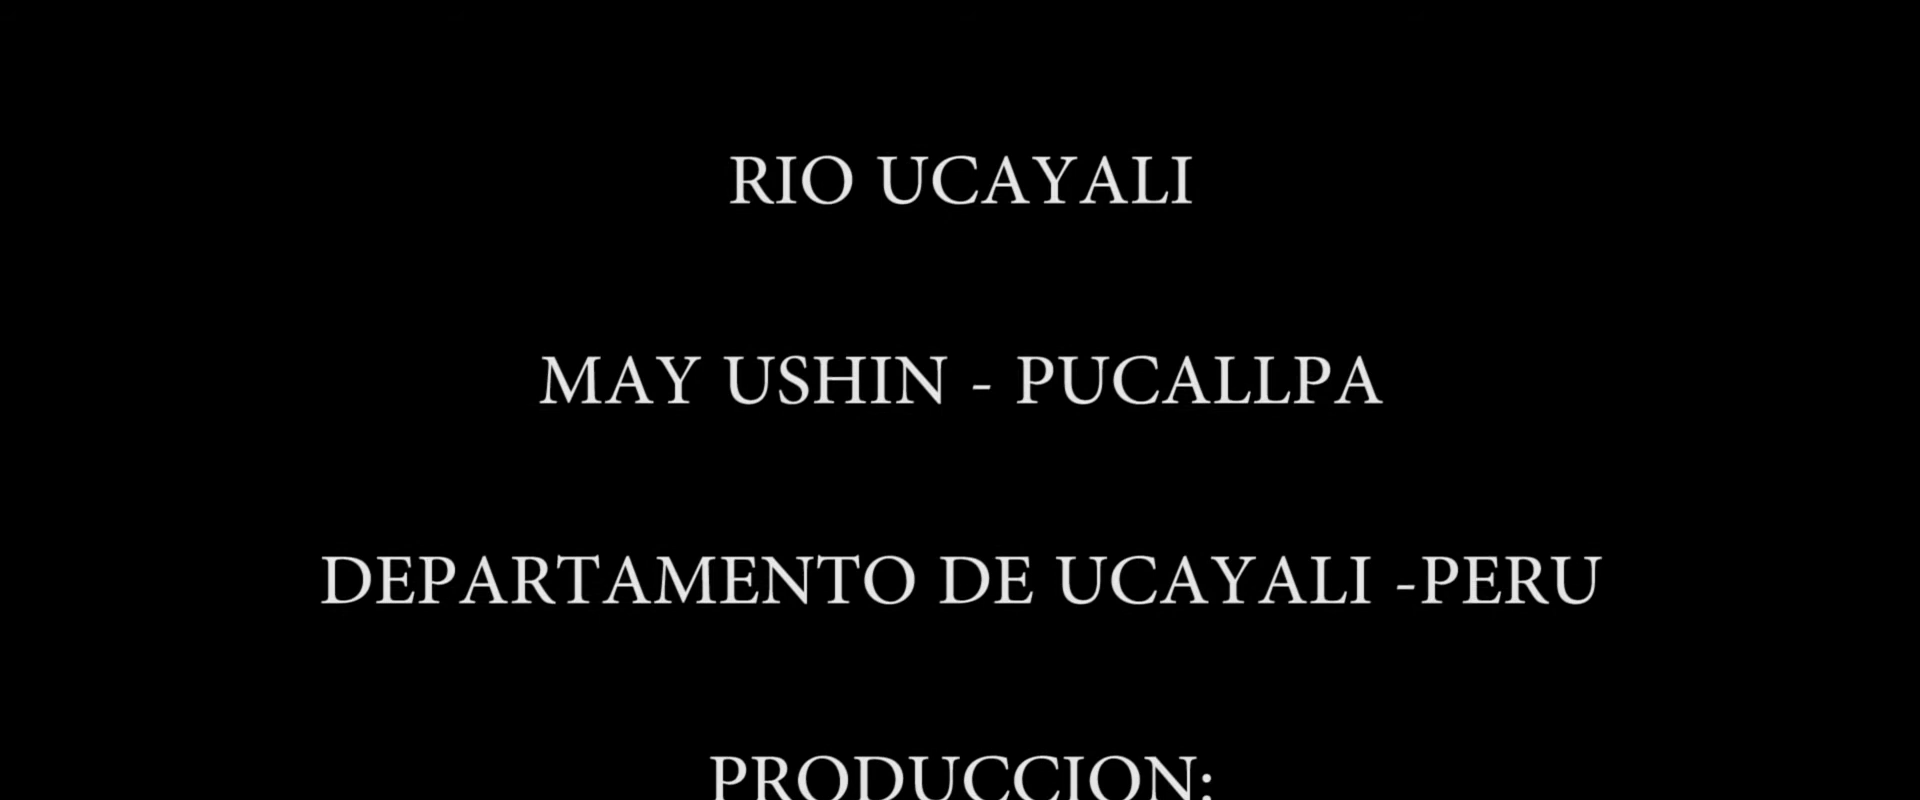 RIO UCAYALI
MAY USHIN - PUCALLPA
DEPARTAMENTO DE UCAYALI -PERU
PRODUCCION: